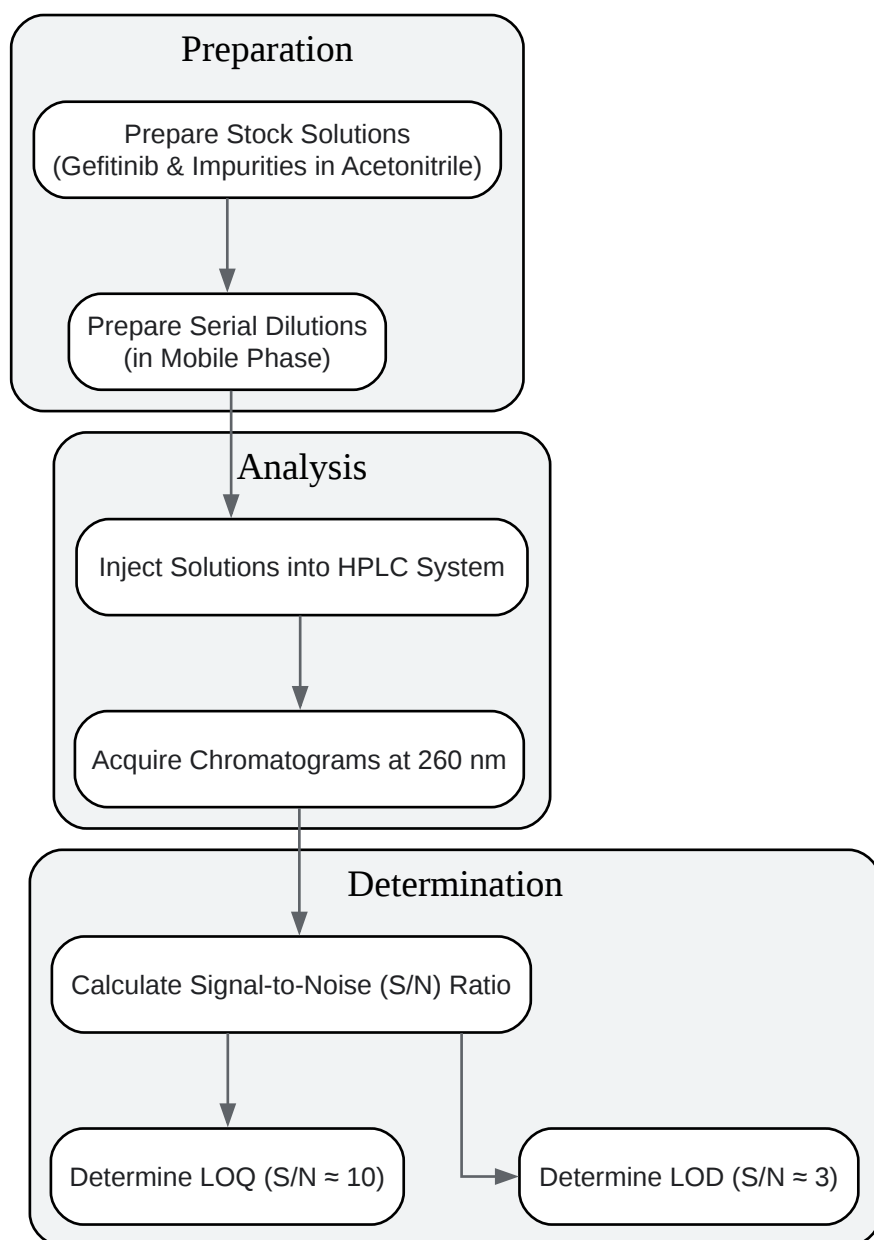 Preparation
Prepare Stock Solutions
(Gefitinib & Impurities in Acetonitrile)
Prepare Serial Dilutions
(in Mobile Phase)
Analysis
Inject Solutions into HPLC System
Acquire Chromatograms at 260 nm
Determination
Calculate Signal-to-Noise (S/N) Ratio
Determine LOQ (S/N ≈ 10)
Determine LOD (S/N ≈ 3)